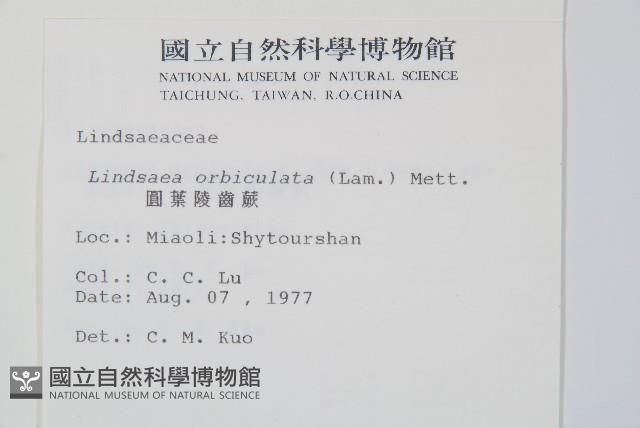 國立自然科學博物館
NATIONAL MUSEUM OF NATURAL SCIENCE
TAICHUNG, TAIWAN, R.O.CHINA
Lindsaeaceae
Lindsaea orbiculata (Lam.) Mett.
圓葉陵齒蕨
Loc.: Miaoli:Shytourshan
Col.: C. C. Lu
Date: Aug. 07 , 1977
Det.: C. M. Kuo
國立自然科學博物館
NATIONAL MUSEUM OF NATURAL SCIENCE